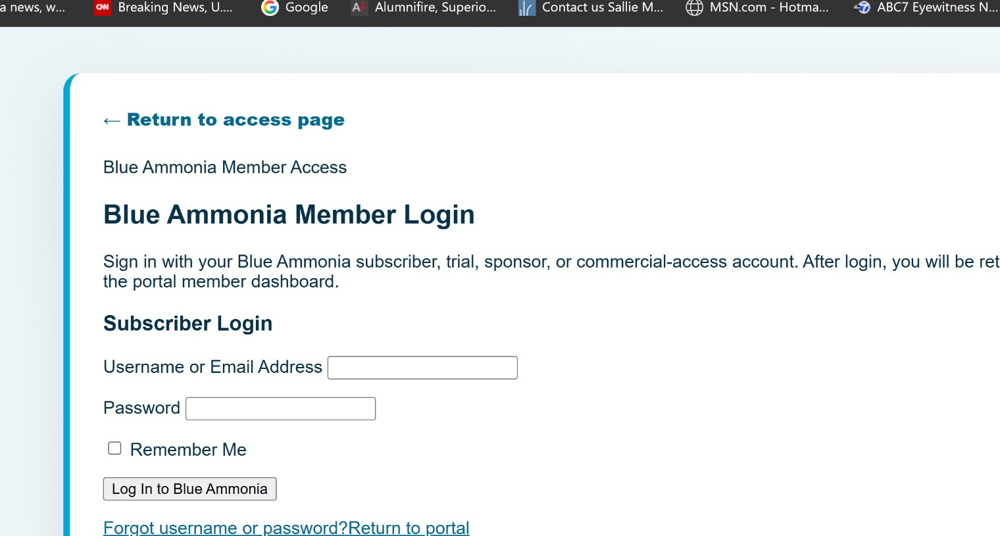 a news, w...
CNN Breaking News, U....
Google
AF Alumnifire, Superio...
Contact us Sallie M...
MSN.com - Hotma...
7 ABC7 Eyewitness N...
← Return to access page
Blue Ammonia Member Access
Blue Ammonia Member Login
Sign in with your Blue Ammonia subscriber, trial, sponsor, or commercial-access account. After login, you will be ret
the portal member dashboard.
Subscriber Login
Username or Email Address
Password
Remember Me
Log In to Blue Ammonia
Forgot username or password?Return to portal